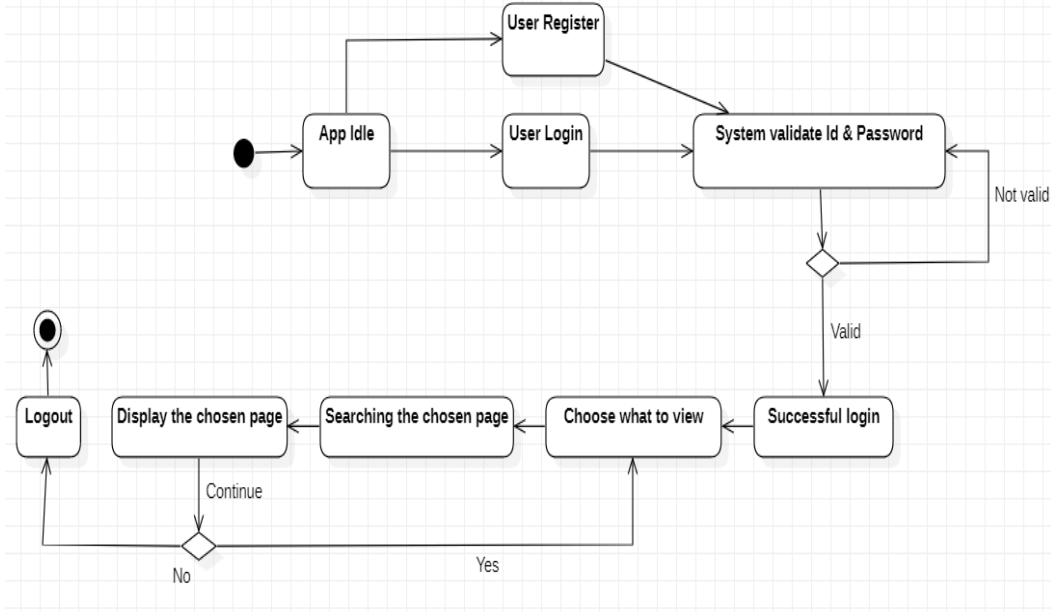 User Register
App Idle
User Login
System validate Id & Password
Not valid
Valid
Logout
Display the chosen page
Searching the chosen page
Choose what to view
Successful login
Continue
Yes
No